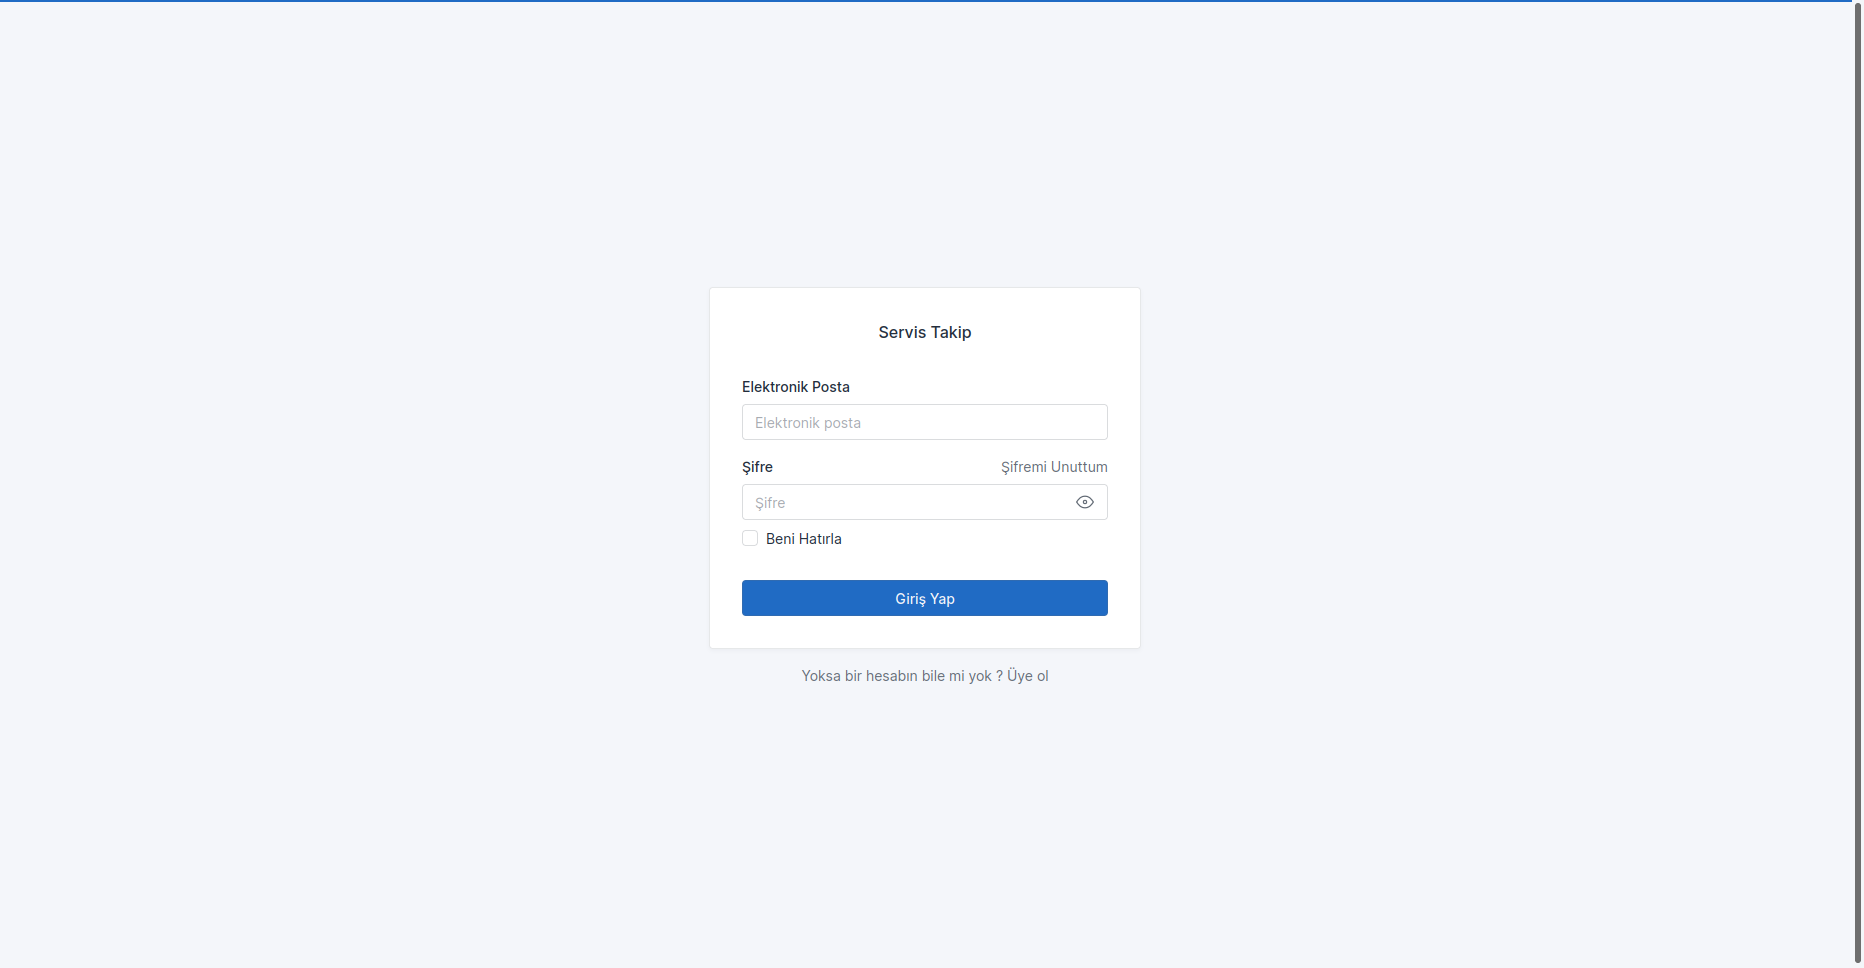 Servis Takip
Elektronik Posta
Elektronik posta
Şifre Şifremi Unuttum
Şifre
Beni Hatırla
Giriş Yap
Yoksa bir hesabın bile mi yok ? Üye ol